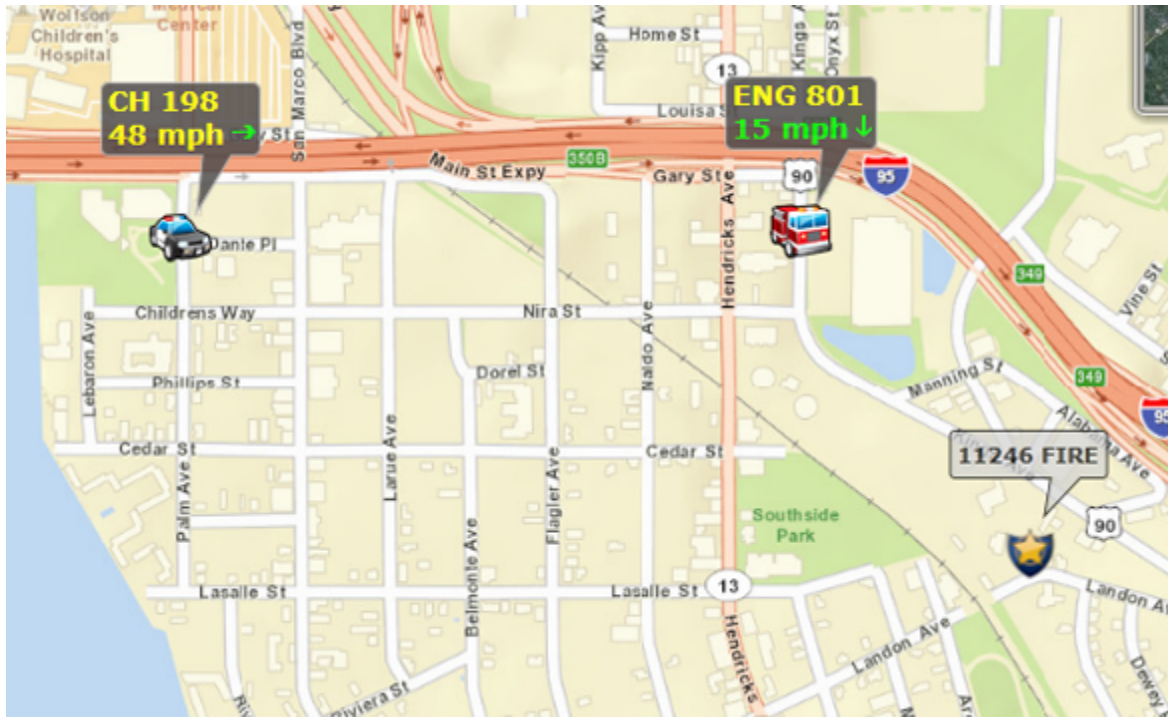 Wolfson
Children's
Hospital
Medical
Center
San Marco Blvd
Kipp Av
Home St
Kings A
Onyx St
13
CH 198
48 mph →
y St
Louisa S
ENG 801
15 mph ↓
Main St Expy
350B
Gary St
90
95
Hendricks Ave
Dante Pl
349
Vine St
Childrens Way
Nira St
Lebaron Ave
Naldo Ave
Phillips St
Dorel St
Manning St
349
Alabama Ave
95
Cedar St
Larue Ave
Flagler Ave
Cedar St
11246 FIRE
Palm Ave
Southside
Park
90
Belmonte Ave
Lasalle St
Lasalle St
13
Landon Av
Hendricks
Landon Ave
Riviera St
Dewey